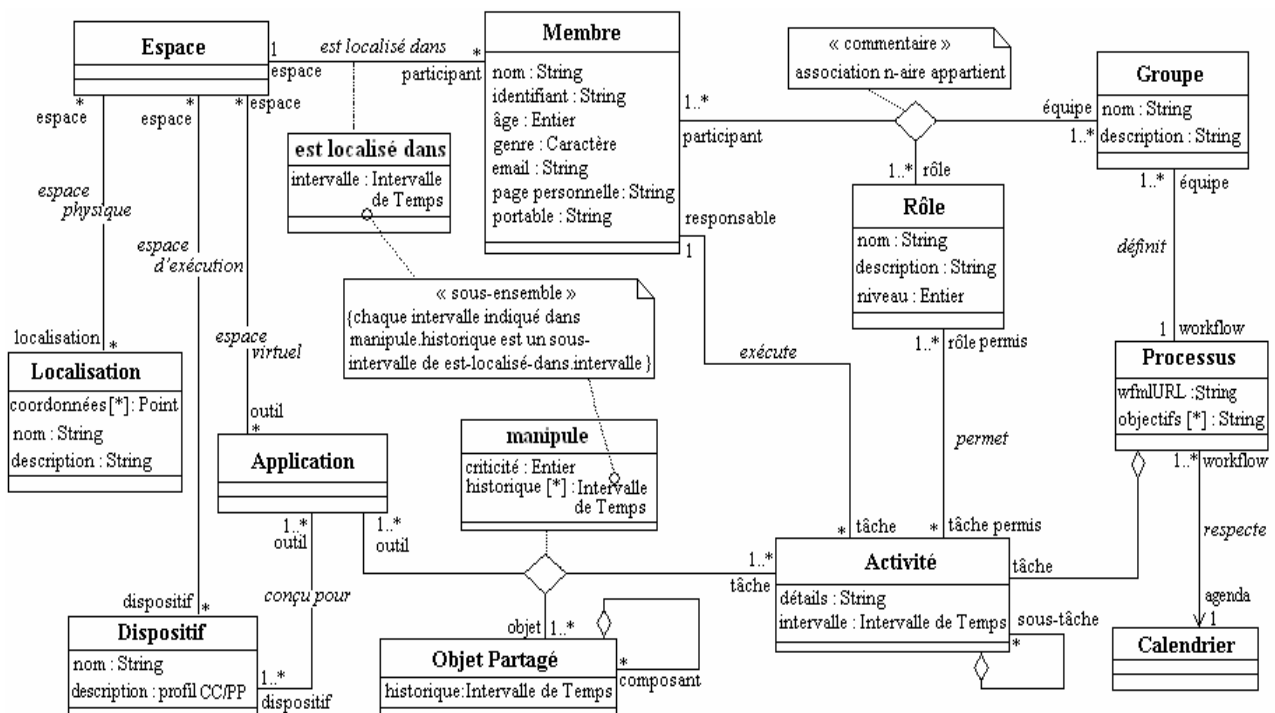 Espace
1
espace
est localisé dans
*
participant
Membre
nom : String
identifiant : String
âge : Entier
genre : Caractère
email : String
page personnelle : String
portable : String
« commentaire »
association n-aire appartient
1..*
participant
équipe
1..*
Groupe
nom : String
description : String
1..*
équipe
*
espace
*
espace
*
espace
est localisé dans
intervalle : Intervalle
de Temps
1..*
rôle
Rôle
nom : String
description : String
niveau : Entier
responsable
1
espace
physique
espace
d'exécution
espace
virtuel
définit
« sous-ensemble »
{chaque intervalle indiqué dans
manipule.historique est un sous-
intervalle de est-localisé-dans.intervalle }
exécute
1..*
rôle permis
1
workflow
Processus
wfmlURL :String
objectifs [*] : String
1..*
workflow
localisation
*
Localisation
coordonnées [*] : Point
nom : String
description : String
outil
*
Application
manipule
criticité : Entier
historique [*] : Intervalle
de Temps
permet
respecte
1..*
outil
1..*
outil
*
tâche
*
tâche permis
1..*
tâche
Activité
détails : String
intervalle : Intervalle de Temps
tâche
sous-tâche
*
agenda
1
Calendrier
conçu pour
dispositif
*
Dispositif
nom : String
description : profil CC/PP
1..*
dispositif
objet
1..*
Objet Partagé
historique:Intervalle de Temps
*
composant